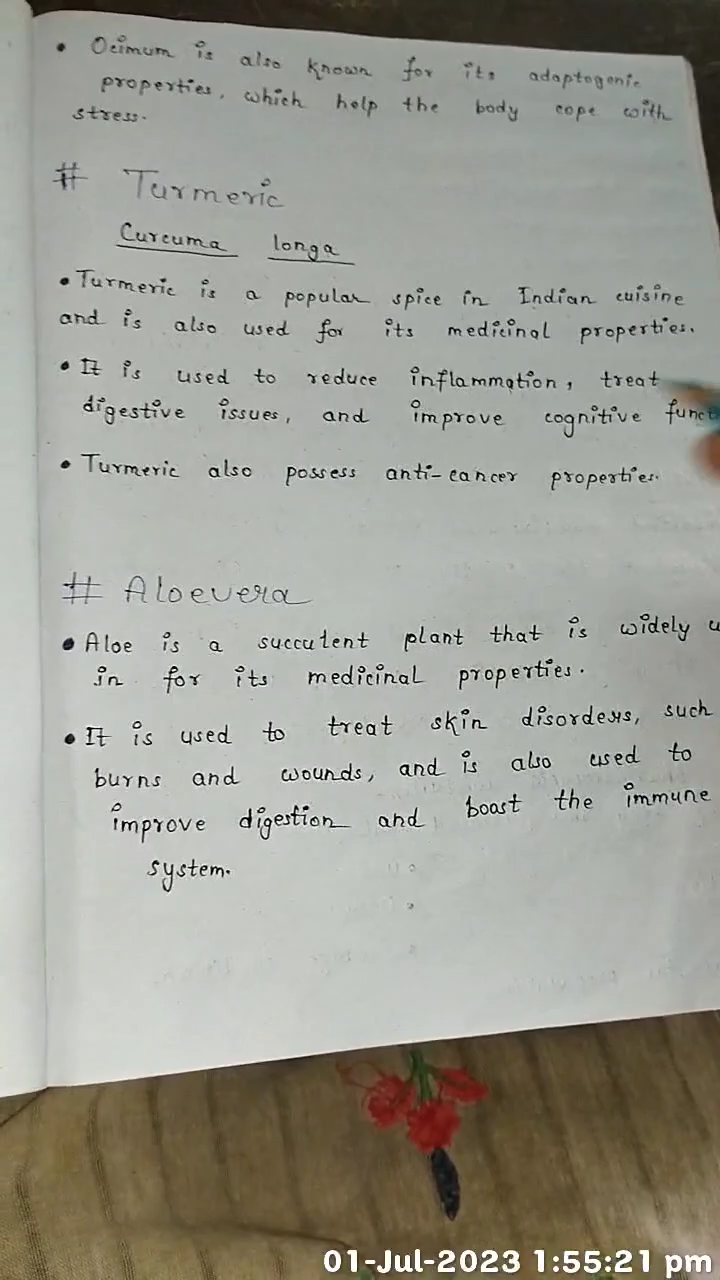 • Ocimum is also known for its adaptogenic
properties, which help the body cope with
stress.
# Turmeric
Curcuma longa
• Turmeric is a popular spice in Indian cuisine
and is also used for its medicinal properties.
• It is used to reduce inflammation, treat
digestive issues, and improve cognitive funct
• Turmeric also possess anti-cancer properties.
# Aloevera
• Aloe is a succulent plant that is widely u
in for its medicinal properties.
• It is used to treat skin disorders, such
burns and wounds, and is also used to
improve digestion and boast the immune
system.
01-Jul-2023 1:55:21 pm